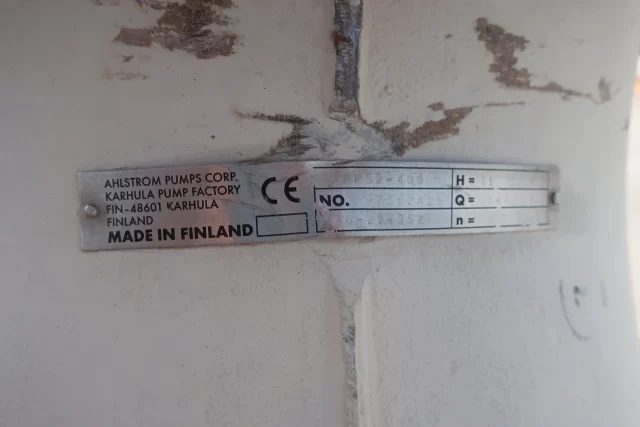 AHLSTROM PUMPS CORP.
KARHULA PUMP FACTORY
FIN-48601 KARHULA
FINLAND
MADE IN FINLAND
CE
NO.
H=
Q=
n=